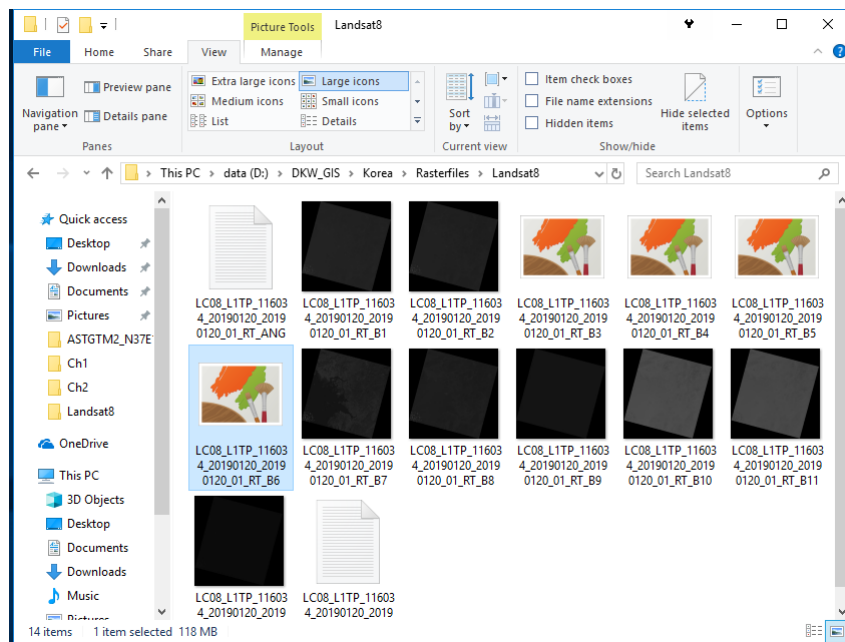 Picture Tools
Landsat8
File
Home
Share
View
Manage
Navigation pane
Preview pane
Details pane
Panes
Extra large icons
Large icons
Medium icons
Small icons
List
Details
Layout
Sort by
Current view
Item check boxes
File name extensions
Hidden items
Hide selected items
Show/hide
Options
This PC > data (D:) > DKW_GIS > Korea > Rasterfiles > Landsat8
Search Landsat8
Quick access
Desktop
Downloads
Documents
Pictures
ASTGTM2_N37E
Ch1
Ch2
Landsat8
OneDrive
This PC
3D Objects
Desktop
Documents
Downloads
Music
LC08_L1TP_11603
4_20190120_2019
0120_01_RT_ANG
LC08_L1TP_11603
4_20190120_2019
0120_01_RT_B1
LC08_L1TP_11603
4_20190120_2019
0120_01_RT_B2
LC08_L1TP_11603
4_20190120_2019
0120_01_RT_B3
LC08_L1TP_11603
4_20190120_2019
0120_01_RT_B4
LC08_L1TP_11603
4_20190120_2019
0120_01_RT_B5
LC08_L1TP_11603
4_20190120_2019
0120_01_RT_B6
LC08_L1TP_11603
4_20190120_2019
0120_01_RT_B7
LC08_L1TP_11603
4_20190120_2019
0120_01_RT_B8
LC08_L1TP_11603
4_20190120_2019
0120_01_RT_B9
LC08_L1TP_11603
4_20190120_2019
0120_01_RT_B10
LC08_L1TP_11603
4_20190120_2019
0120_01_RT_B11
LC08_L1TP_11603
4_20190120_2019
LC08_L1TP_11603
4_20190120_2019
14 items
1 item selected 118 MB